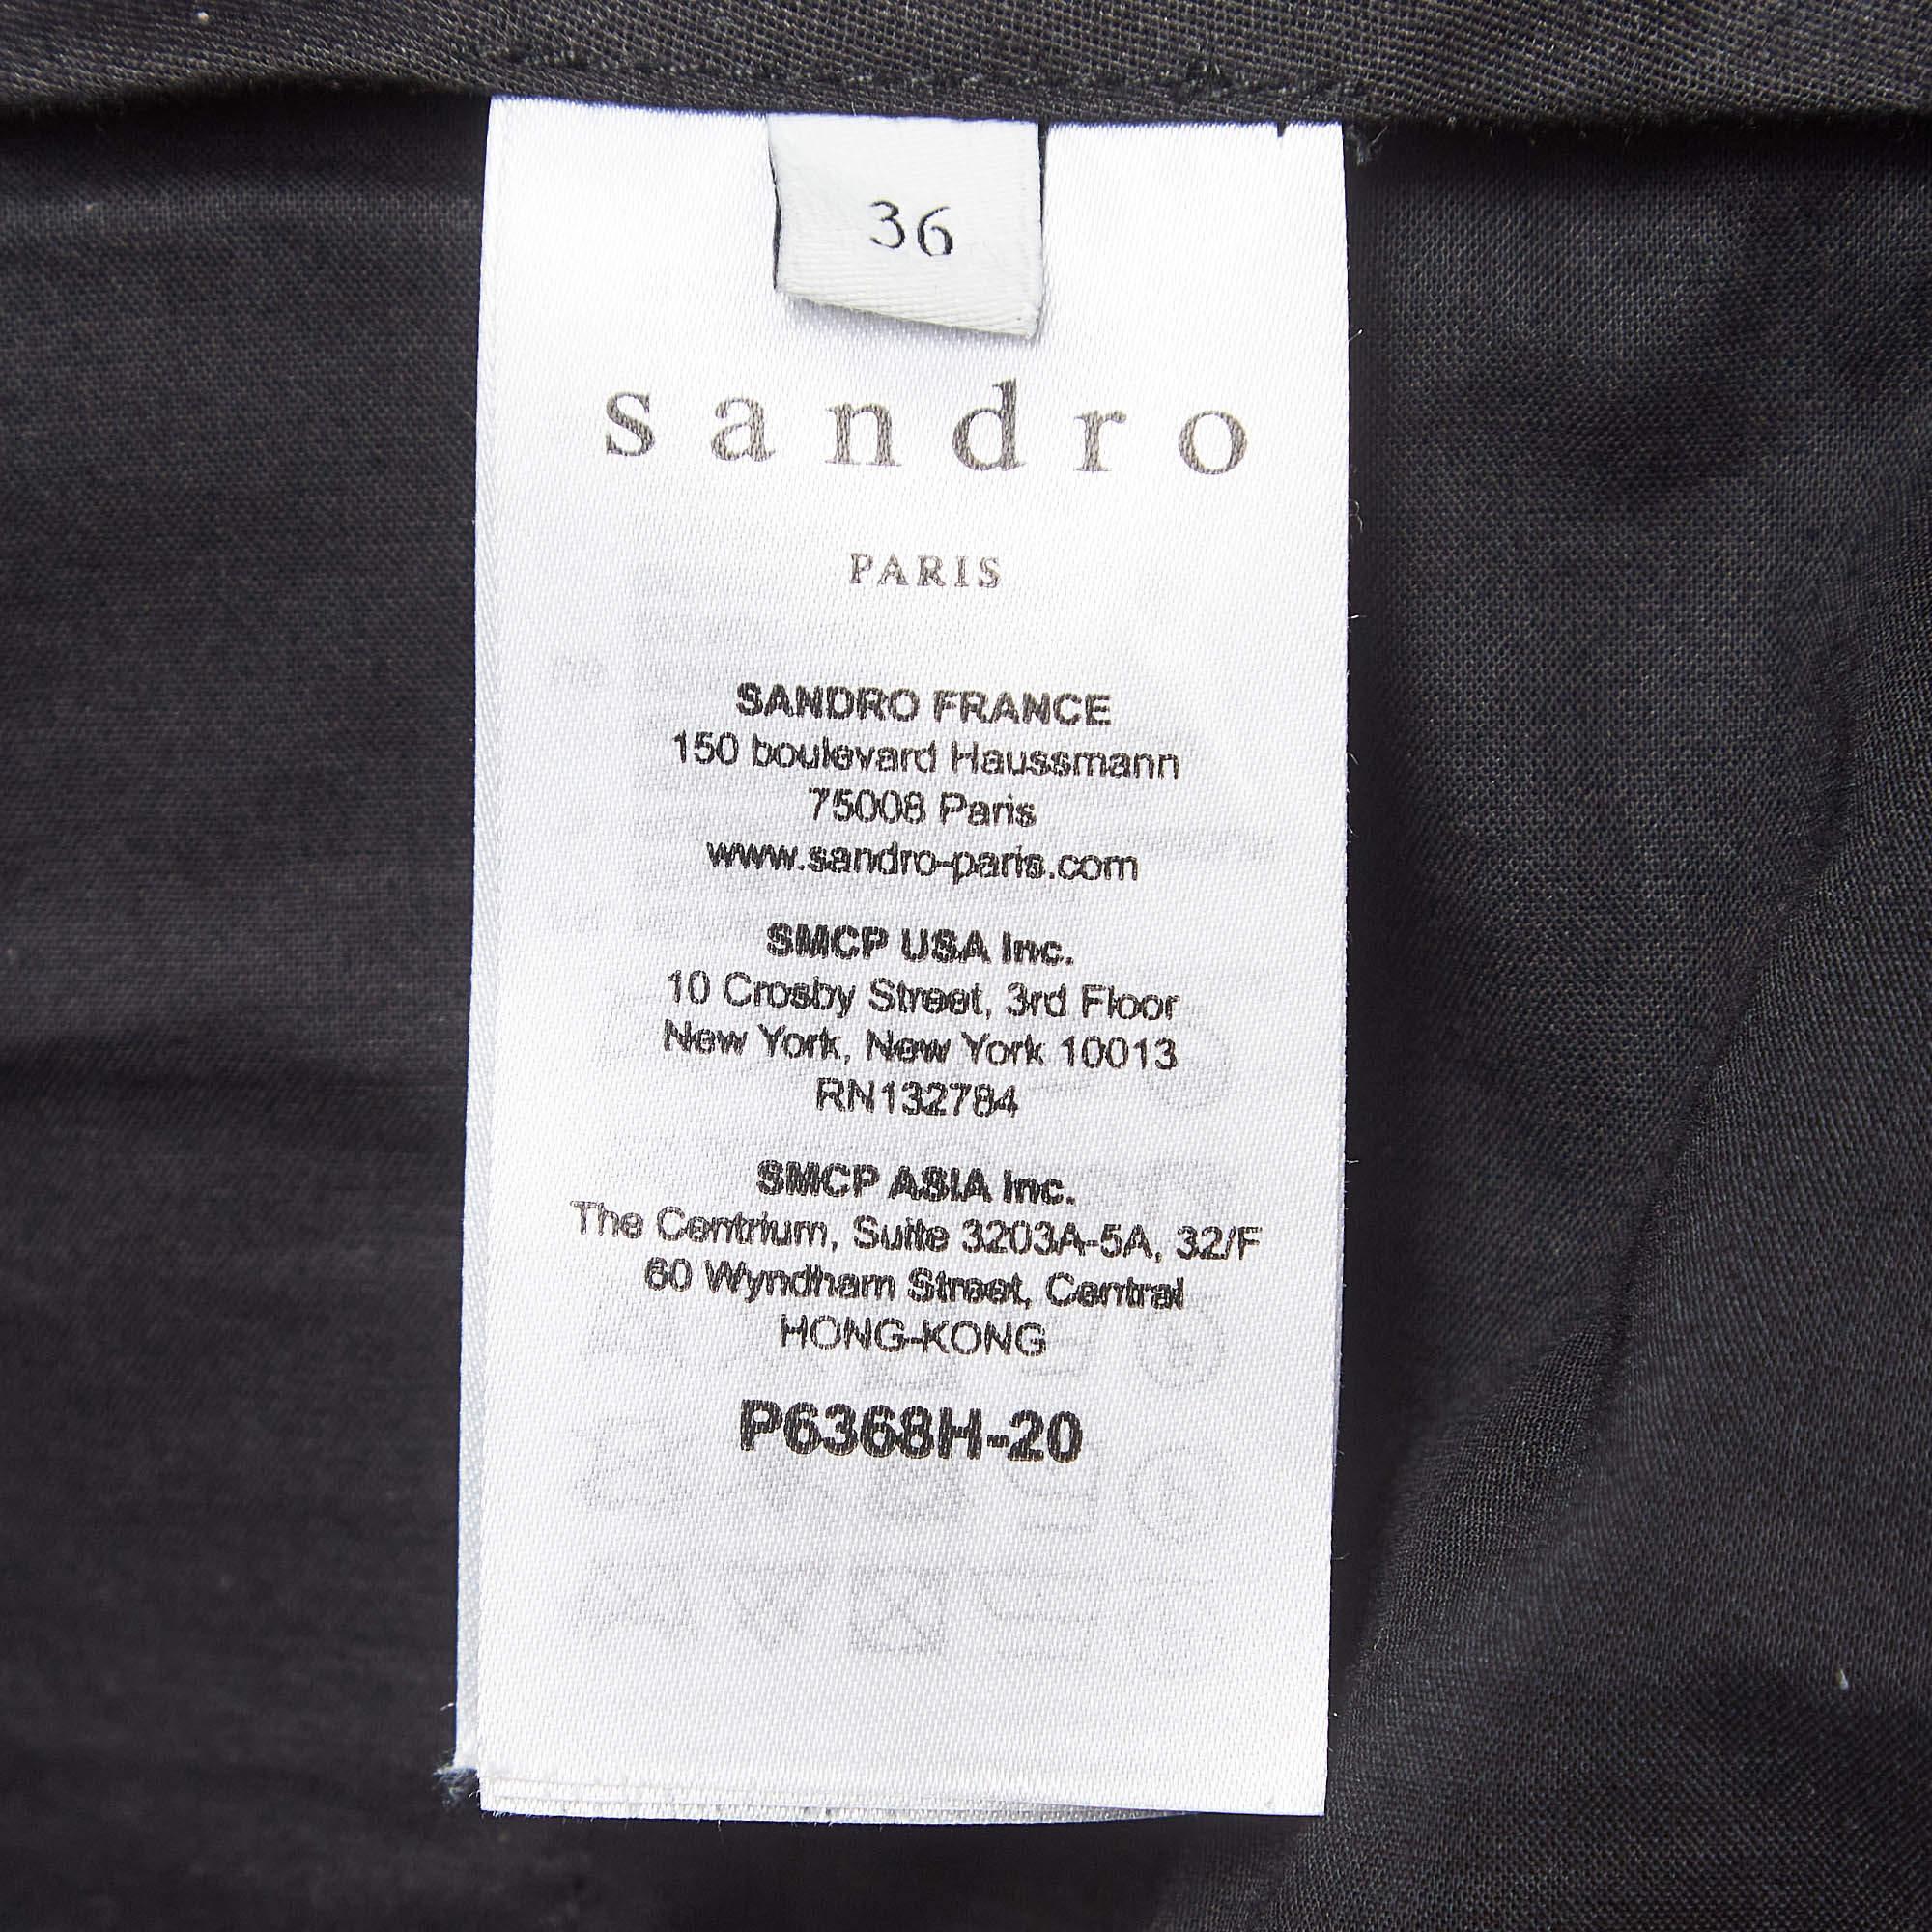 36
sandro
PARIS
SANDRO FRANCE
150 boulevard Haussmann
75008 Paris
www.sandro-paris.com
SMCP USA Inc.
10 Crosby Street, 3rd Floor
New York, New York 10013
RN132784
SMCP ASIA Inc.
The Centrium, Suite 3203A-5A, 32/F
60 Wyndham Street, Central
HONG-KONG
P6368H-20